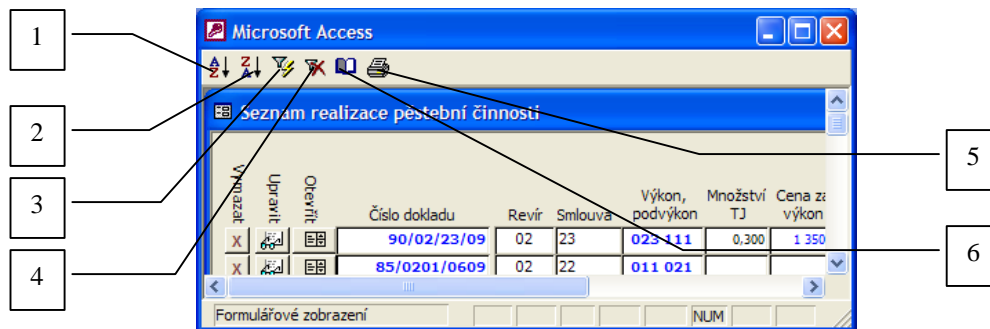 Microsoft Access
1
2
3
4
5
6
Seznam realizace pěstební činnosti
Vymazat
Upravit
Otevřít
Číslo dokladu
Revír
Smlouva
Výkon,
podvýkon
Množství
TJ
Cena za
výkon
X 90/02/23/09 02 23 023 111 0,300 1 350
X 85/0201/0609 02 22 011 021
Formulářové zobrazení NUM